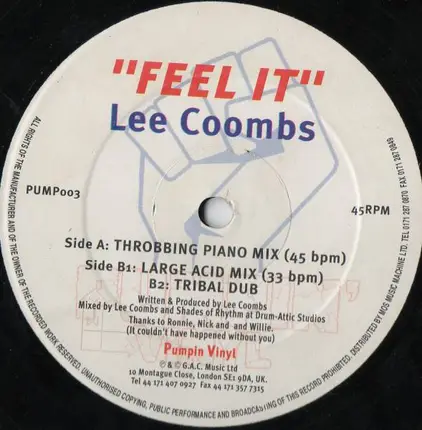 "FEEL IT"
Lee Coombs
PUMP003
45RPM
Side A: THROBBING PIANO MIX (45 bpm)
Side B1: LARGE ACID MIX (33 bpm)
B2: TRIBAL DUB
Written & Produced by Lee Coombs
Mixed by Lee Coombs and Shades of Rhythm at Drum-Attic Studios
Thanks to Ronnie, Nick and and Willie.
(It couldn't have happened without you)
Pumpin Vinyl
℗ & © G.A.C. Music Ltd
10 Montague Close, London SE1 9DA, UK.
Tel 44 171 407 0927 Fax 44 171 357 7315
ALL RIGHTS OF THE MANUFACTURER AND OF THE OWNER OF THE RECORDED WORK RESERVED. UNAUTHORISED COPYING, PUBLIC PERFORMANCE AND BROADCASTING OF THIS RECORD PROHIBITED. DISTRIBUTED BY MOS MUSIC MACHINE LTD. TEL 0171 287 0870 FAX 0171 287 0849